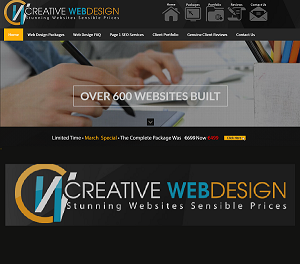 CREATIVE WEBDESIGN
Stunning Websites Sensible Prices
Home Packages Portfolio Reviews Contact Us
Home Web Design Packages Web Design FAQ Page 1 SEO Services Client Portfolio Genuine Client Reviews Contact Us
OVER 600 WEBSITES BUILT
Limited Time • March Special • The Complete Package Was €699 Now
CREATIVE WEBDESIGN
Stunning Websites Sensible Prices